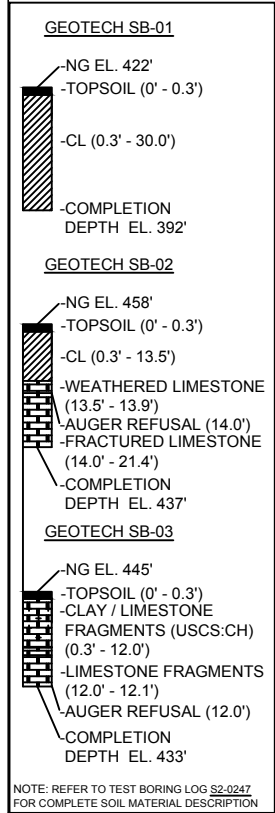 GEOTECH SB-01
-NG EL. 422'
-TOPSOIL (0' - 0.3')
-CL (0.3' - 30.0')
-COMPLETION
DEPTH EL. 392'
GEOTECH SB-02
-NG EL. 458'
-TOPSOIL (0' - 0.3')
-CL (0.3' - 13.5')
-WEATHERED LIMESTONE
(13.5' - 13.9')
-AUGER REFUSAL (14.0')
-FRACTURED LIMESTONE
(14.0' - 21.4')
-COMPLETION
DEPTH EL. 437'
GEOTECH SB-03
-NG EL. 445'
-TOPSOIL (0' - 0.3')
-CLAY / LIMESTONE
FRAGMENTS (USCS:CH)
(0.3' - 12.0')
-LIMESTONE FRAGMENTS
(12.0' - 12.1')
-AUGER REFUSAL (12.0')
-COMPLETION
DEPTH EL. 433'
NOTE: REFER TO TEST BORING LOG S2-0247
FOR COMPLETE SOIL MATERIAL DESCRIPTION